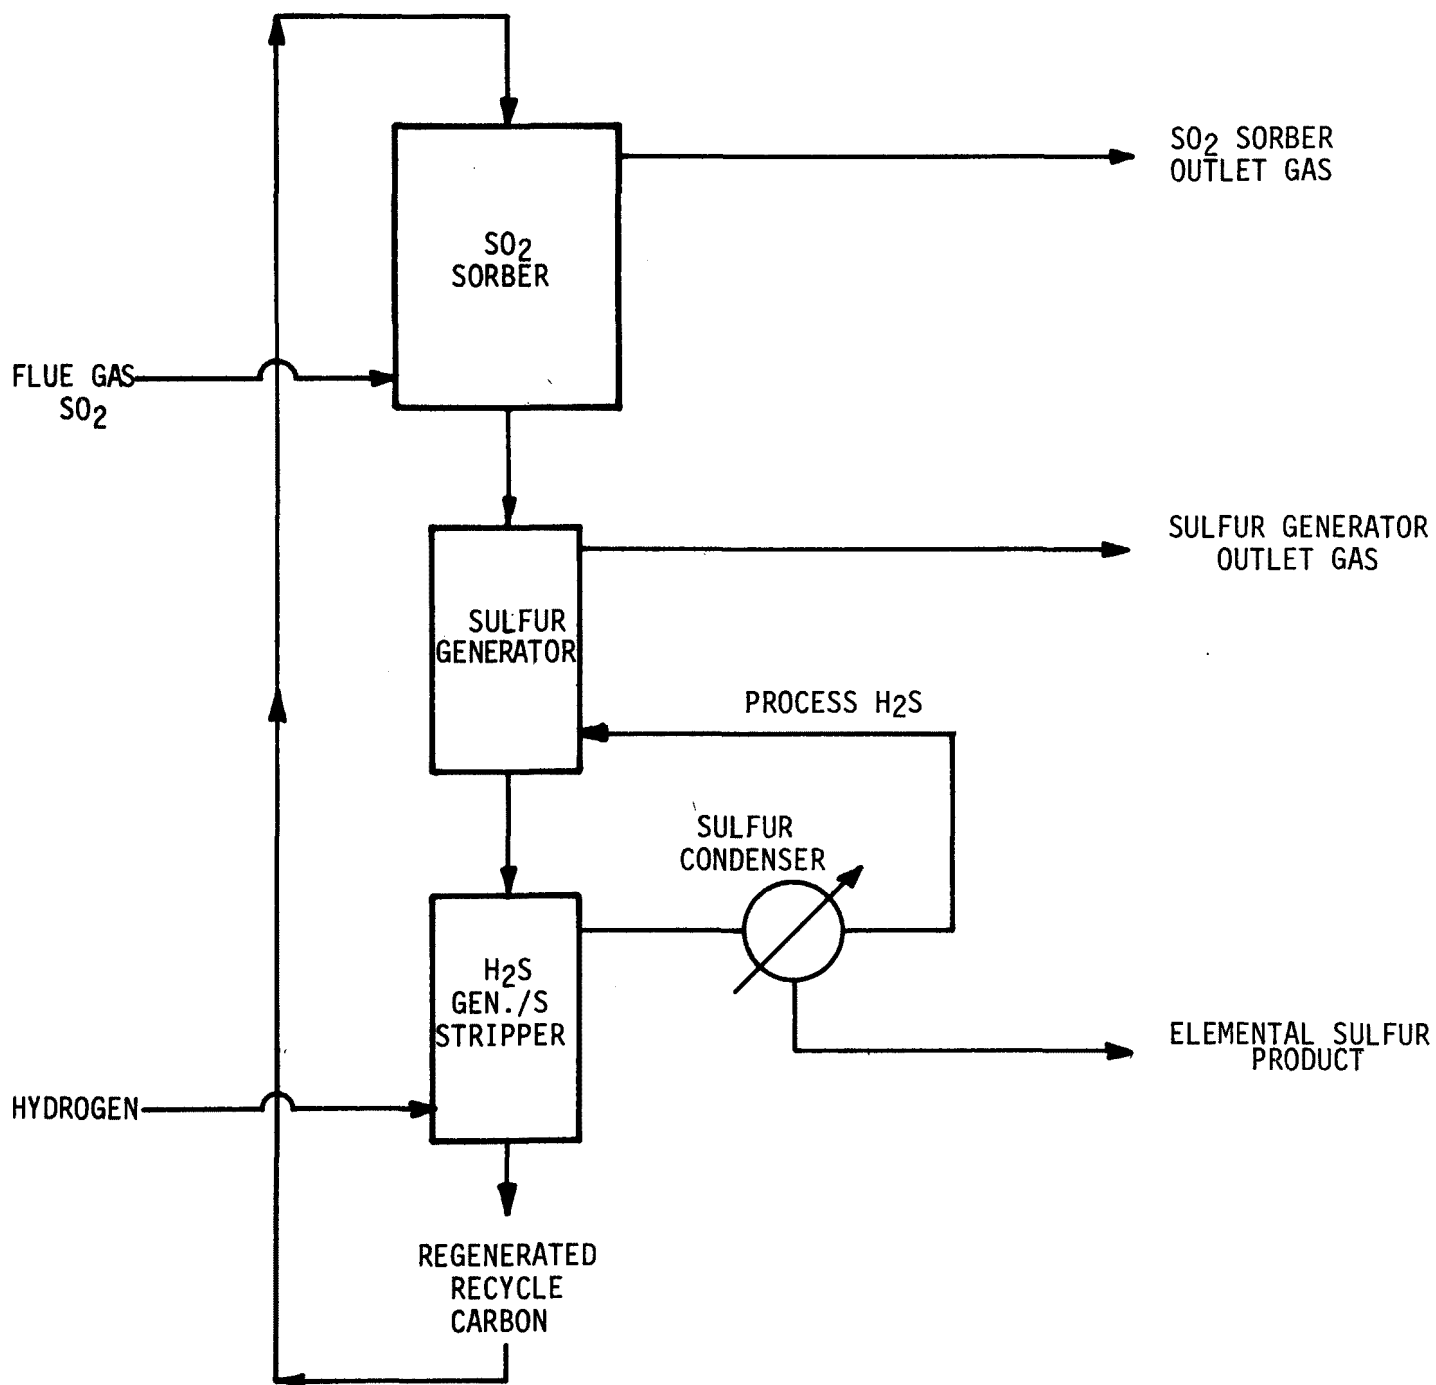 SO2 SORBER
OUTLET GAS
SO2
SORBER
FLUE GAS
SO2
SULFUR GENERATOR
OUTLET GAS
SULFUR
GENERATOR
PROCESS H2S
SULFUR
CONDENSER
H2S
GEN./S
STRIPPER
ELEMENTAL SULFUR
PRODUCT
HYDROGEN
REGENERATED
RECYCLE
CARBON